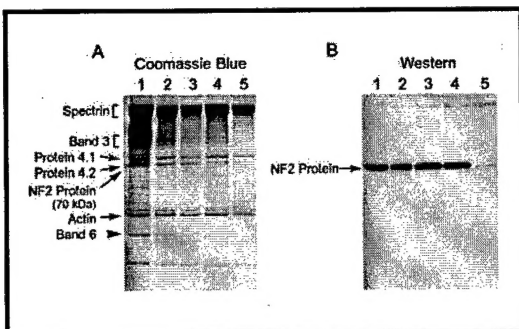 A
Coomassie Blue
1 2 3 4 5
Spectrin
Band 3
Protein 4.1
Protein 4.2
NF2 Protein
(70 kDa)
Actin
Band 6
B
Western
1 2 3 4 5
NF2 Protein